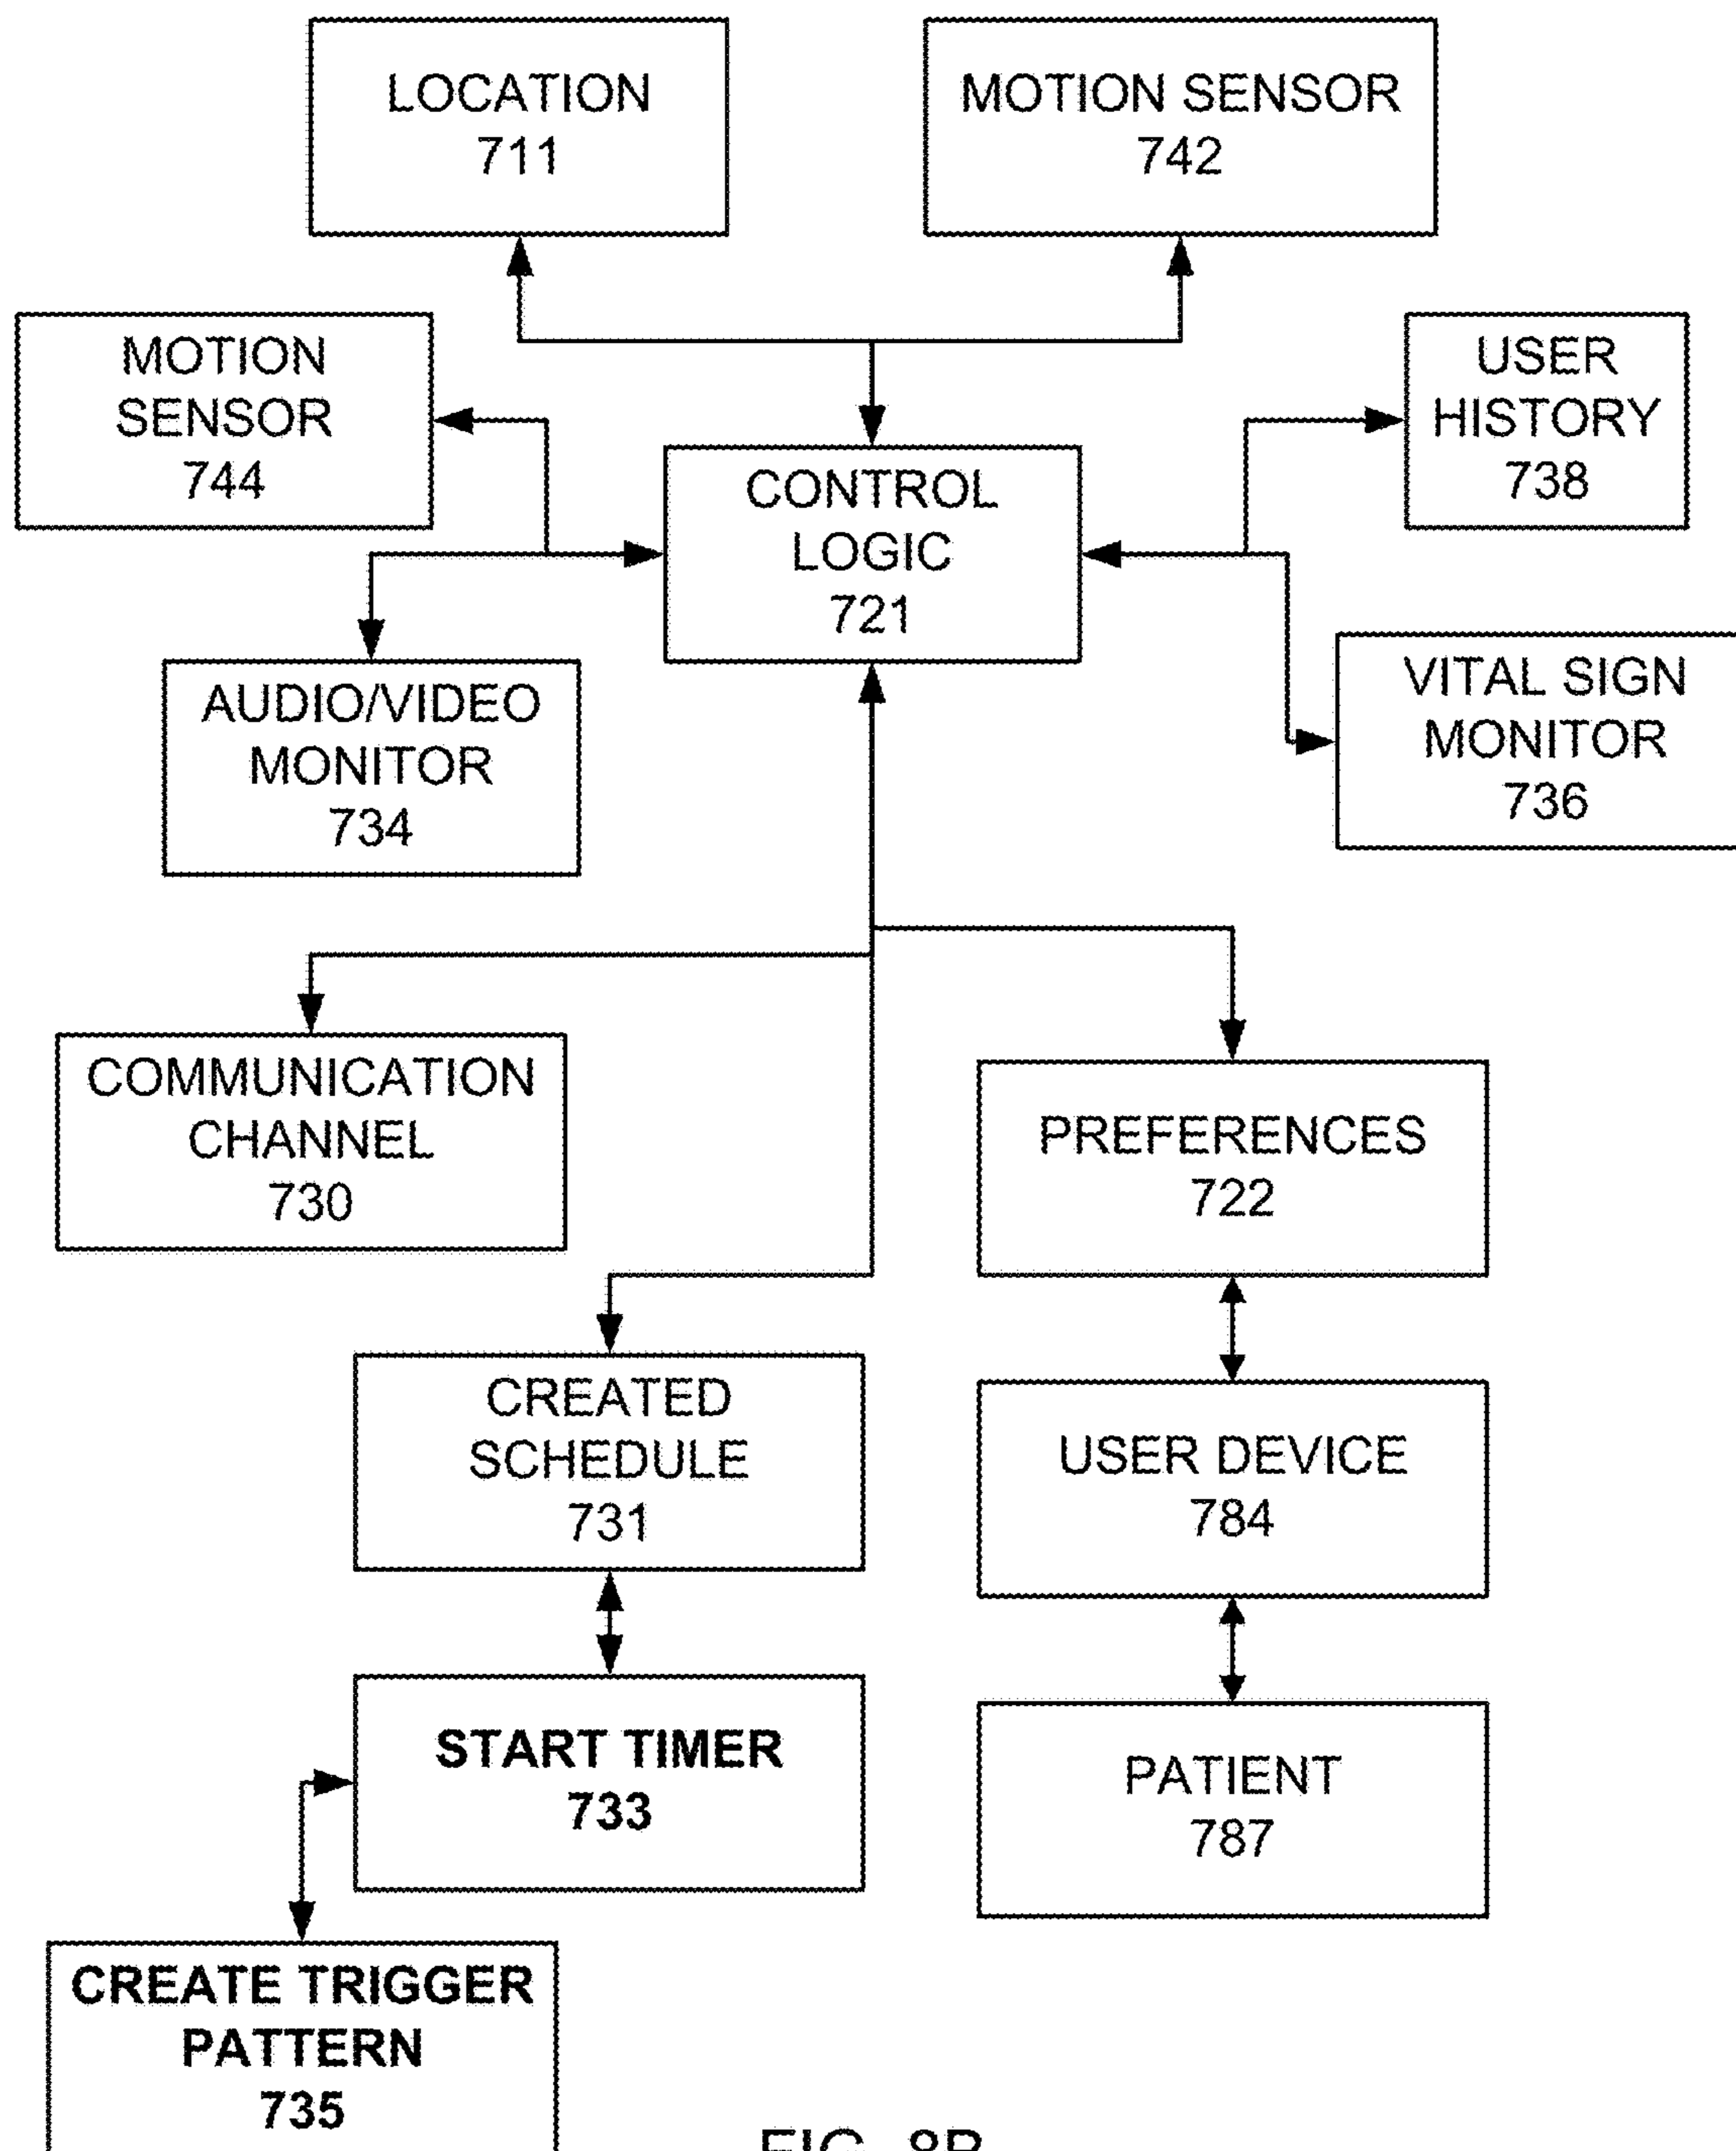 LOCATION
711
MOTION SENSOR
742
MOTION
SENSOR
744
USER
HISTORY
738
CONTROL
LOGIC
721
AUDIO/VIDEO
MONITOR
734
VITAL SIGN
MONITOR
736
COMMUNICATION
CHANNEL
730
PREFERENCES
722
CREATED
SCHEDULE
731
USER DEVICE
784
START TIMER
733
PATIENT
787
CREATE TRIGGER
PATTERN
735
FIG. 8B